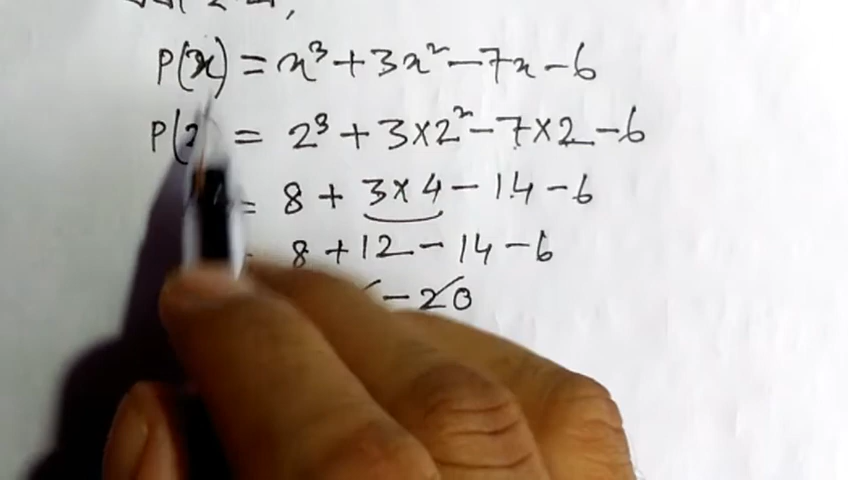 P(x) = x³ + 3x² - 7x - 6
P(2) = 2³ + 3×2² - 7×2 - 6
= 8 + 3×4 - 14 - 6
8 + 12 - 14 - 6
- 20